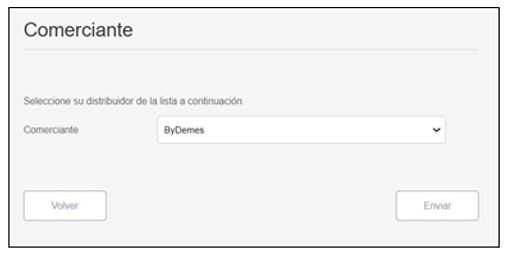 Comerciante
Seleccione su distribuidor de la lista a continuación
Comerciante
ByDemes
Volver
Enviar